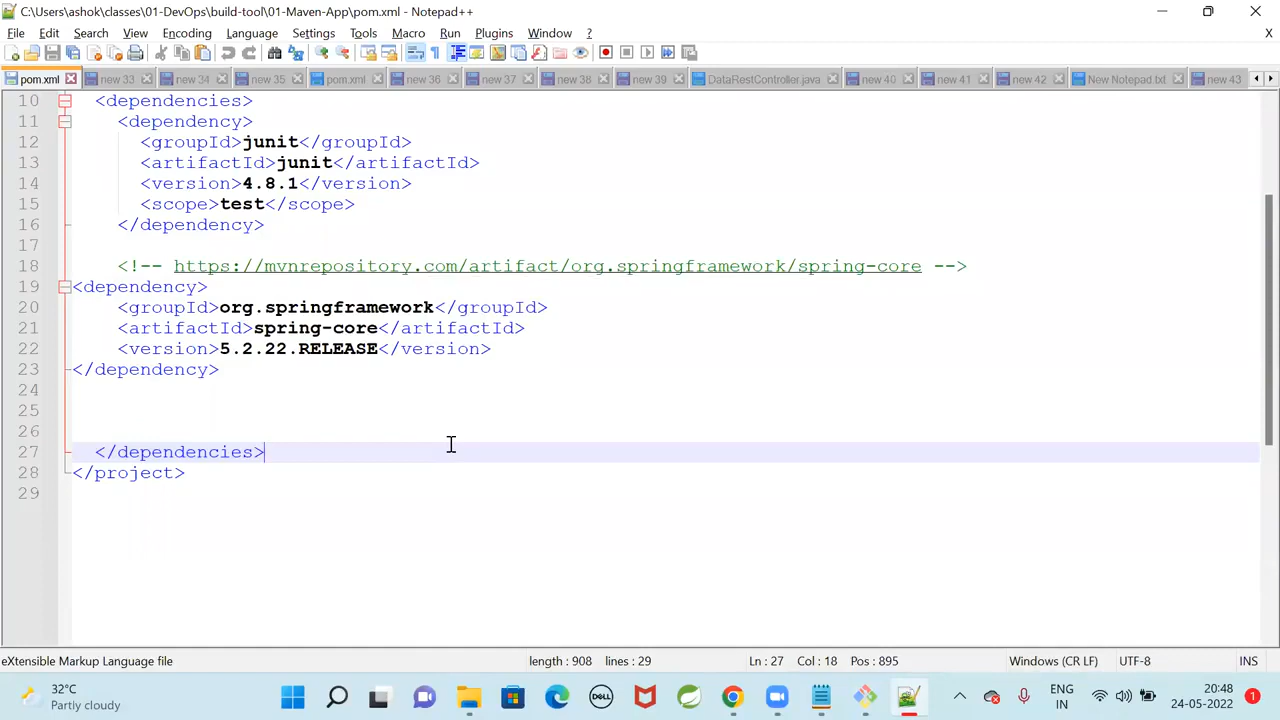 C:\Users\ashok\classes\01-DevOps\build-tool\01-Maven-App\pom.xml - Notepad++
File Edit Search View Encoding Language Settings Tools Macro Run Plugins Window ? X
pom.xml new 33 new 34 new 35 pom.xml new 36 new 37 new 38 new 39 DataRestController.java new 40 new 41 new 42 New Notepad.txt new 43
10 <dependencies>
11 <dependency>
12 <groupId>junit</groupId>
13 <artifactId>junit</artifactId>
14 <version>4.8.1</version>
15 <scope>test</scope>
16 </dependency>
17
18 <!-- https://mvnrepository.com/artifact/org.springframework/spring-core -->
19 <dependency>
20 <groupId>org.springframework</groupId>
21 <artifactId>spring-core</artifactId>
22 <version>5.2.22.RELEASE</version>
23 </dependency>
24
25
26
27 </dependencies>
28 </project>
29
eXtensible Markup Language file length : 908 lines : 29 Ln : 27 Col : 18 Pos : 895 Windows (CR LF) UTF-8 INS
32°C ENG 20:48
Partly cloudy DELL IN 24-05-2022 1